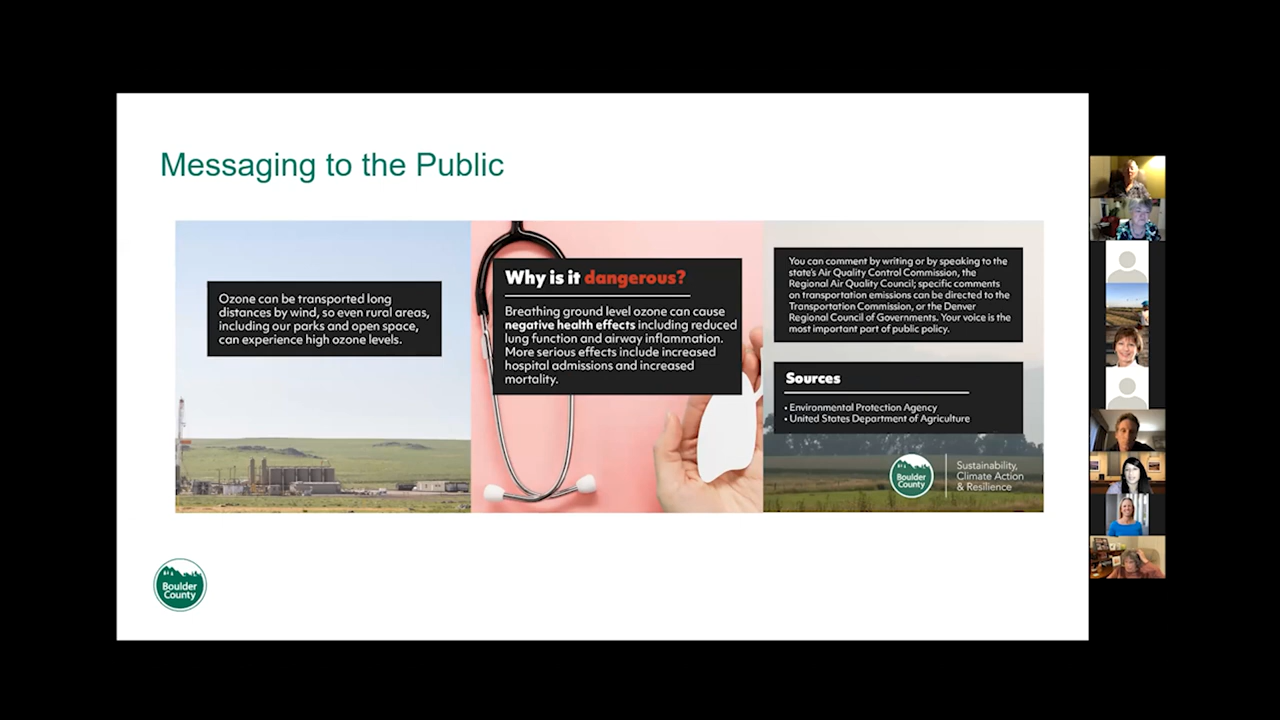 Messaging to the Public
Ozone can be transported long
distances by wind, so even rural areas,
including our parks and open space,
can experience high ozone levels.
Why is it dangerous?
Breathing ground level ozone can cause
negative health effects including reduced
lung function and airway inflammation.
More serious effects include increased
hospital admissions and increased
mortality.
You can comment by writing or by speaking to the
state's Air Quality Control Commission, the
Regional Air Quality Council; specific comments
on transportation emissions can be directed to the
Transportation Commission, or the Denver
Regional Council of Governments. Your voice is the
most important part of public policy.
Sources
• Environmental Protection Agency
• United States Department of Agriculture
Boulder
County
Sustainability,
Climate Action
& Resilience
Boulder
County